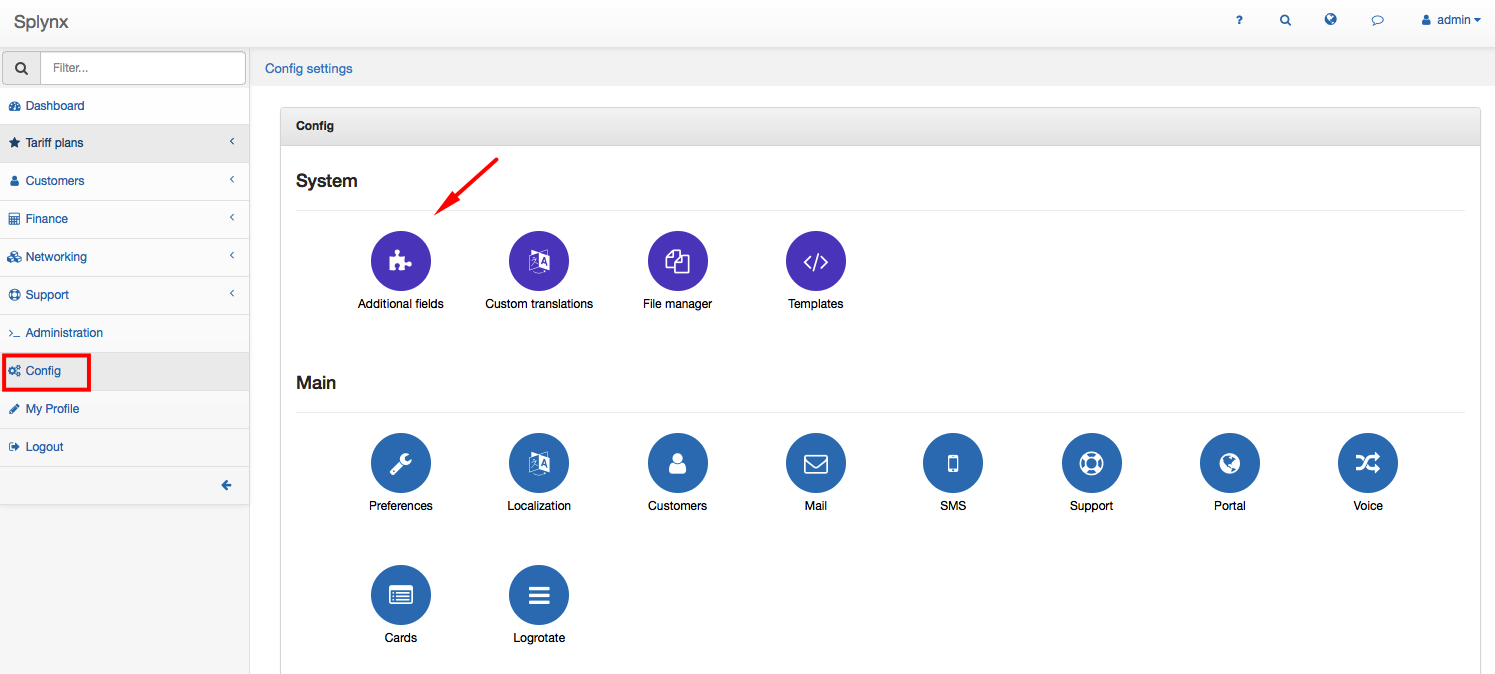 Splynx
?
admin
Filter...
Config settings
Dashboard
Tariff plans
Customers
Finance
Networking
Support
Administration
Config
My Profile
Logout
Config
System
Additional fields
Custom translations
File manager
Templates
Main
Preferences
Localization
Customers
Mail
SMS
Support
Portal
Voice
Cards
Logrotate